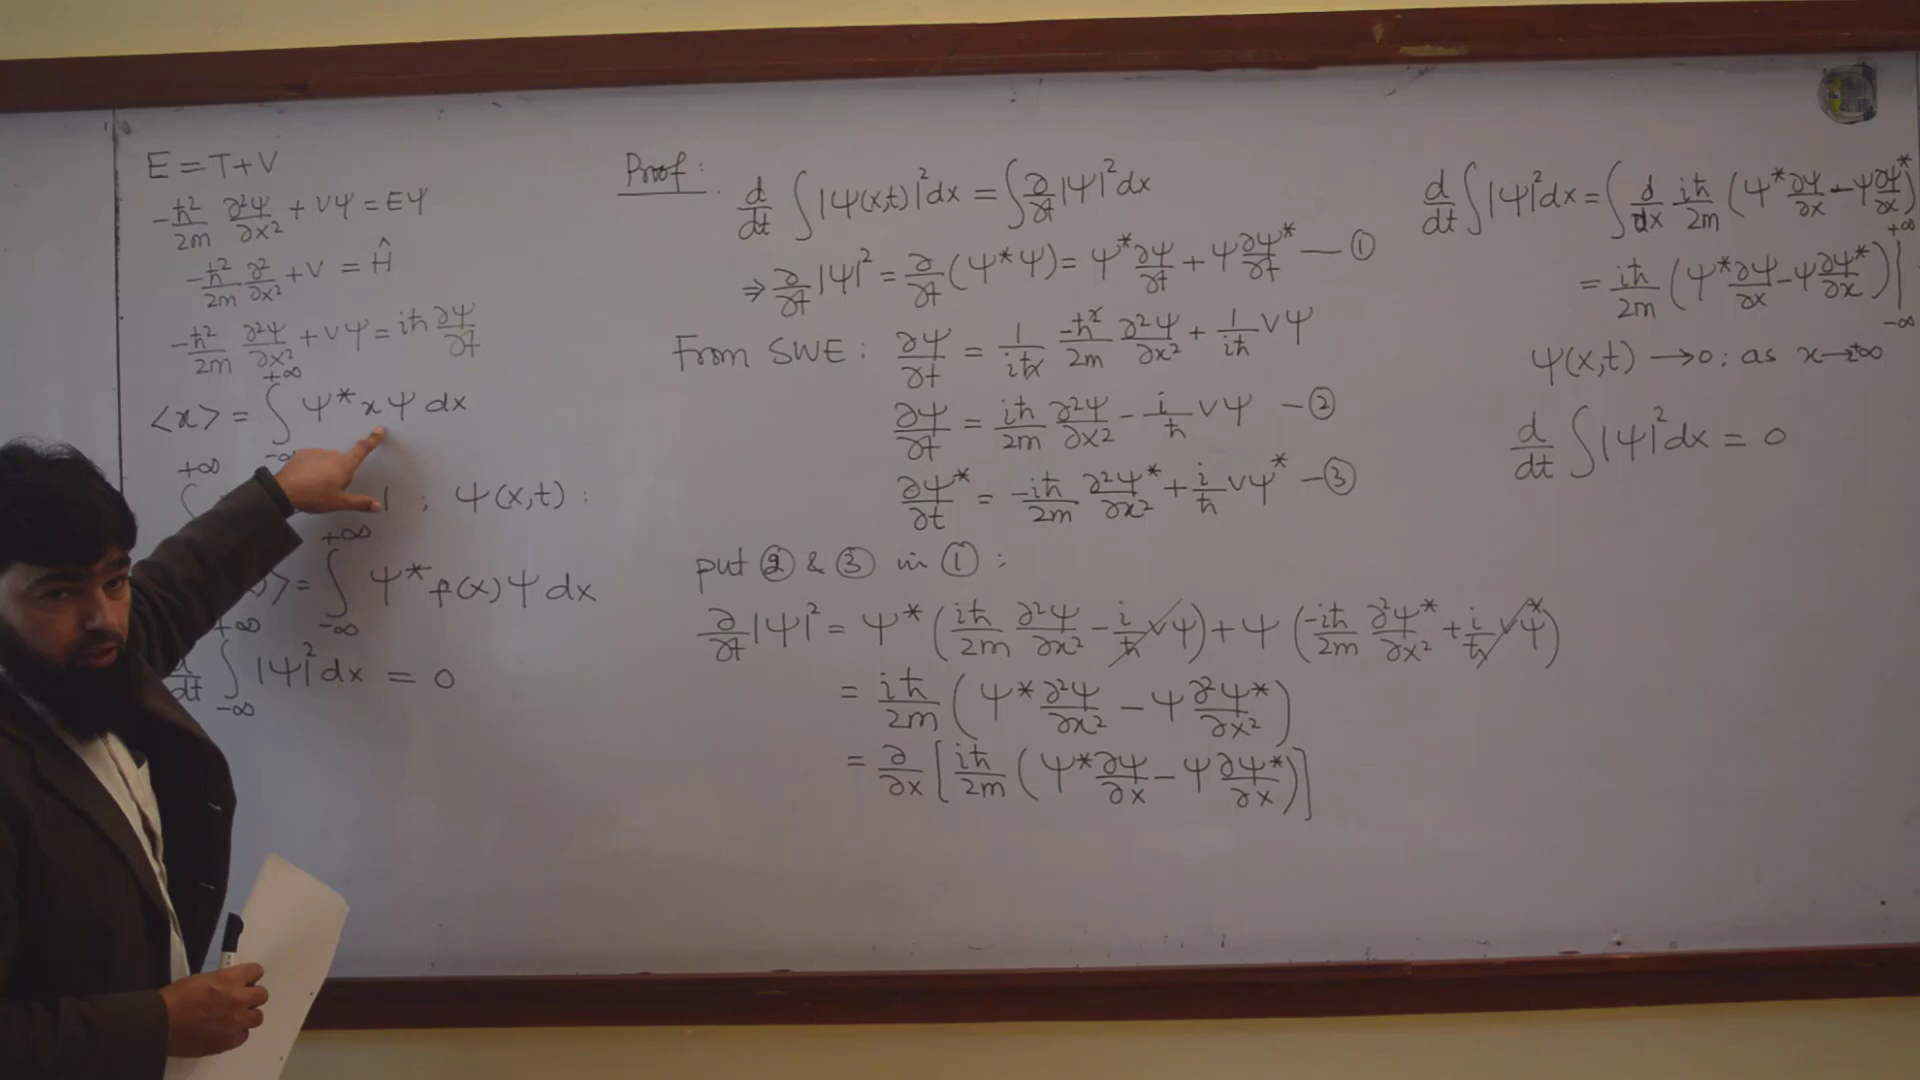 E = T + V
-ħ²/2m ∂²Ψ/∂x² + VΨ = EΨ
-ħ²/2m ∂²/∂x² + V = Ĥ
-ħ²/2m ∂²Ψ/∂x² + VΨ = iħ ∂Ψ/∂t
<x> = ∫_{-∞}^{+∞} Ψ* x Ψ dx
+∞ ∫ 1 ; Ψ(x,t) :
> = ∫_{-∞}^{+∞} Ψ* f(x) Ψ dx
d/dt ∫_{-∞}^{+∞} |Ψ|² dx = 0
Proof :
d/dt ∫ |Ψ(x,t)|² dx = ∫ ∂/∂t |Ψ|² dx
⇒ ∂/∂t |Ψ|² = ∂/∂t (Ψ* Ψ) = Ψ* ∂Ψ/∂t + Ψ ∂Ψ*/∂t — ①
From SWE : ∂Ψ/∂t = 1/iħ -ħ²/2m ∂²Ψ/∂x² + 1/iħ VΨ
∂Ψ/∂t = iħ/2m ∂²Ψ/∂x² - i/ħ VΨ — ②
∂Ψ*/∂t = -iħ/2m ∂²Ψ*/∂x² + i/ħ VΨ* — ③
put ② & ③ in ① :
∂/∂t |Ψ|² = Ψ* (iħ/2m ∂²Ψ/∂x² - i/ħ VΨ) + Ψ (-iħ/2m ∂²Ψ*/∂x² + i/ħ VΨ*)
= iħ/2m (Ψ* ∂²Ψ/∂x² - Ψ ∂²Ψ*/∂x²)
= ∂/∂x [iħ/2m (Ψ* ∂Ψ/∂x - Ψ ∂Ψ*/∂x)]
d/dt ∫ |Ψ|² dx = ∫ d/dx iħ/2m (Ψ* ∂Ψ/∂x - Ψ ∂Ψ*/∂x)
= iħ/2m (Ψ* ∂Ψ/∂x - Ψ ∂Ψ*/∂x) |_{-∞}^{+∞}
Ψ(x,t) → 0 ; as x → ±∞
d/dt ∫ |Ψ|² dx = 0